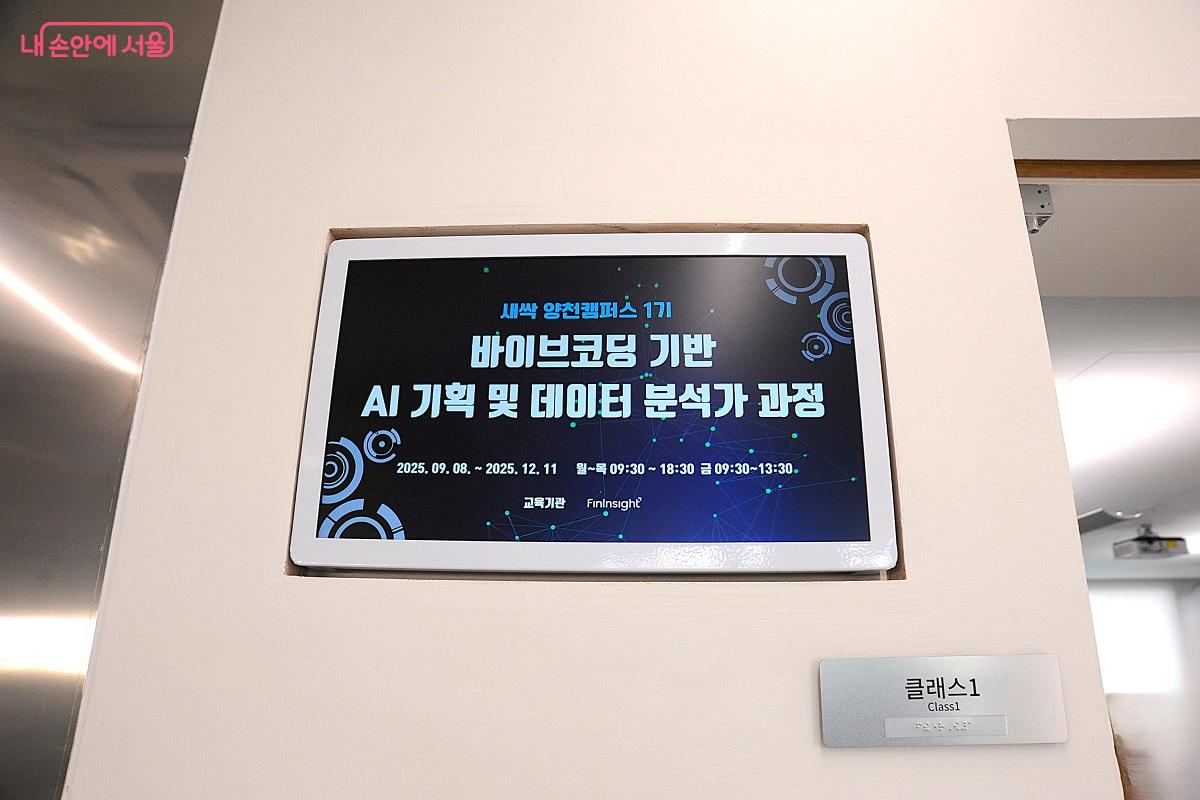 내 손안에 서울
새싹 양천캠퍼스 1기
바이브코딩 기반
AI 기획 및 데이터 분석가 과정
2025. 09. 08. ~ 2025. 12. 11 월~목 09:30 ~ 18:30 금 09:30~13:30
교육기관 FinInsight
클래스1
Class1